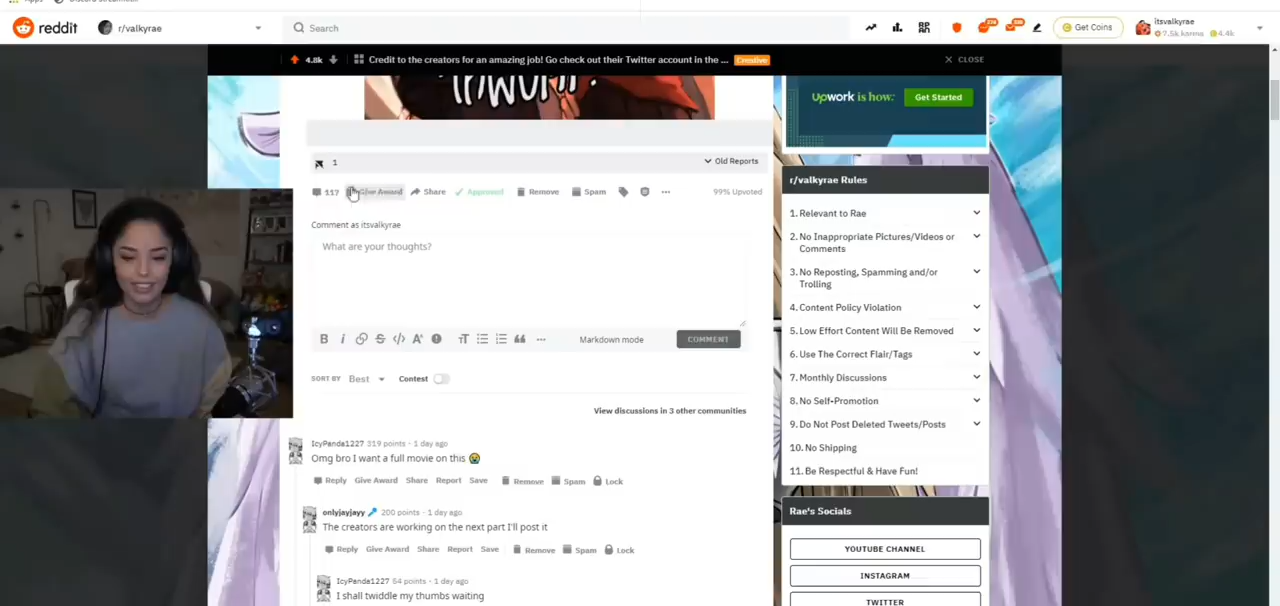 reddit
r/valkyrae
Search
Get Coins
itsvalkyrae
7.5k karma 4.4k
4.8k
Credit to the creators for an amazing job! Go check out their Twitter account in the ...
Creative
CLOSE
Upwork is how:
Get Started
1
Old Reports
117
Give Award
Share
Approved
Remove
Spam
99% Upvoted
Comment as itsvalkyrae
What are your thoughts?
Markdown mode
COMMENT
SORT BY Best
Contest
View discussions in 3 other communities
IcyPanda1227 319 points · 1 day ago
Omg bro I want a full movie on this 😭
Reply Give Award Share Report Save Remove Spam Lock
onlyjayjayy 200 points · 1 day ago
The creators are working on the next part I'll post it
Reply Give Award Share Report Save Remove Spam Lock
IcyPanda1227 54 points · 1 day ago
I shall twiddle my thumbs waiting
r/valkyrae Rules
1. Relevant to Rae
2. No Inappropriate Pictures/Videos or
Comments
3. No Reposting, Spamming and/or
Trolling
4. Content Policy Violation
5. Low Effort Content Will Be Removed
6. Use The Correct Flair/Tags
7. Monthly Discussions
8. No Self-Promotion
9. Do Not Post Deleted Tweets/Posts
10. No Shipping
11. Be Respectful & Have Fun!
Rae's Socials
YOUTUBE CHANNEL
INSTAGRAM
TWITTER